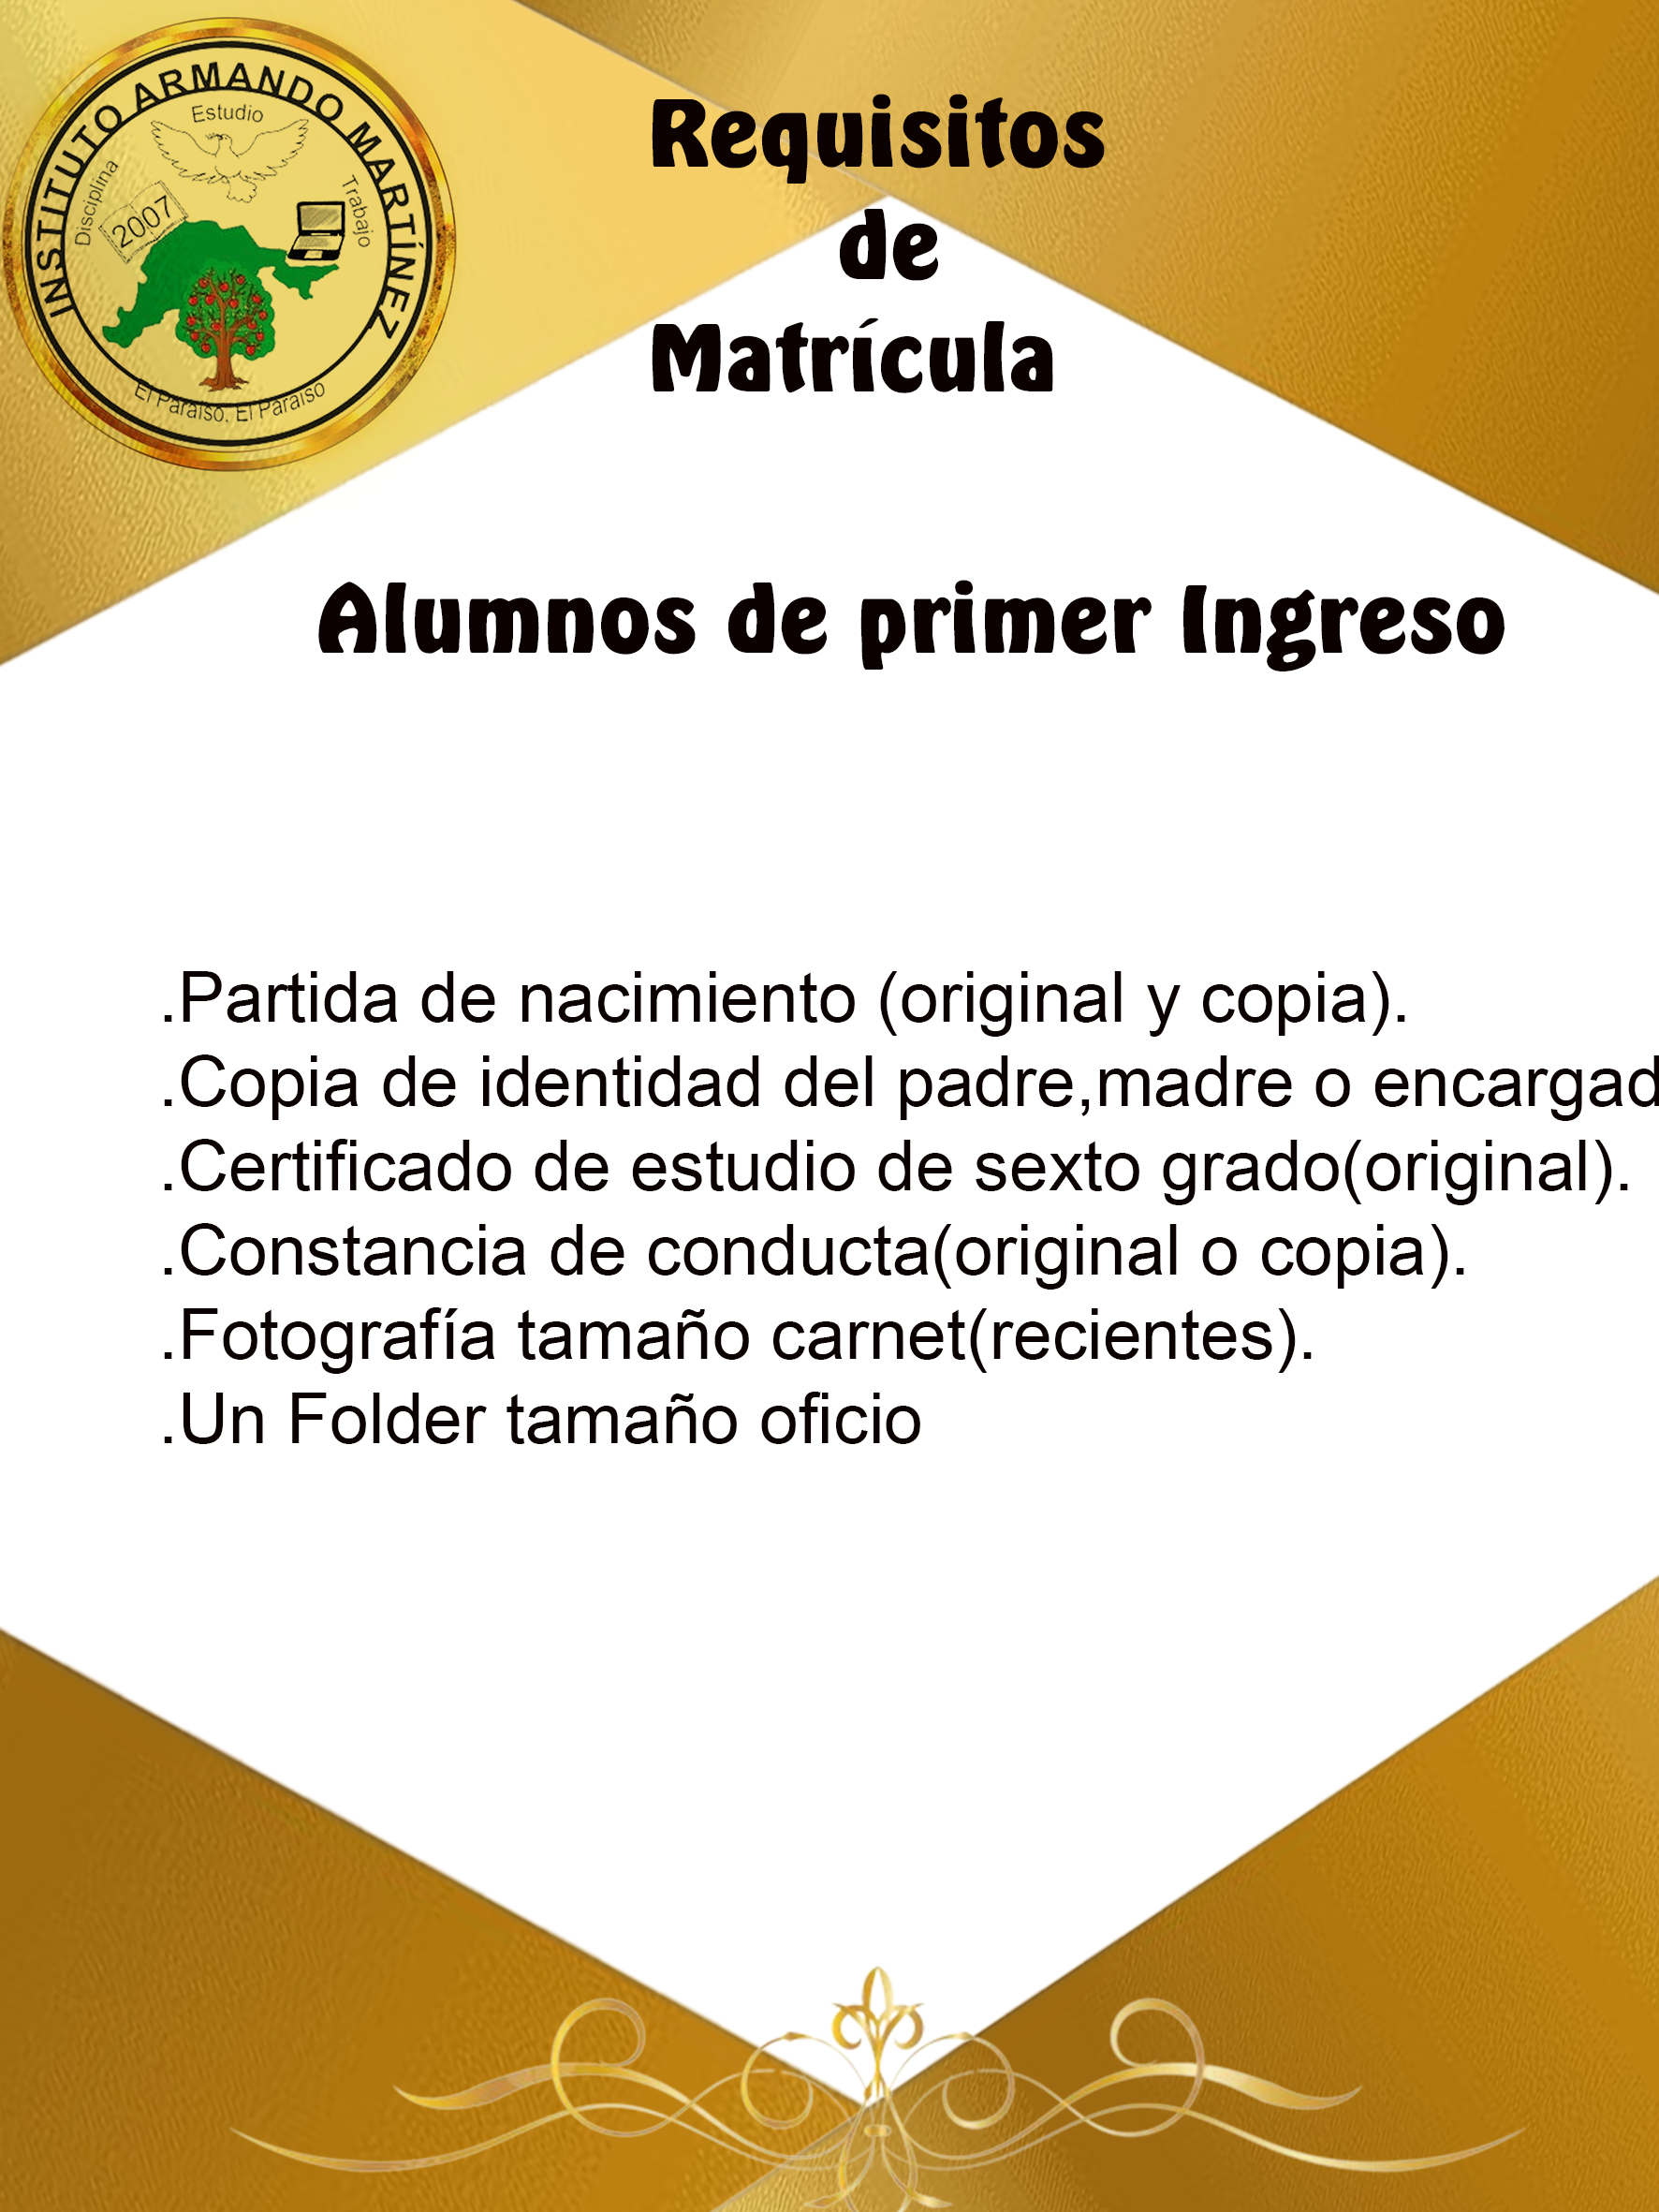 INSTITUTO ARMANDO MARTÍNEZ
Estudio
Disciplina
Trabajo
2007
El Paraíso, El Paraíso
Requisitos
de
Matrícula
Alumnos de primer Ingreso
.Partida de nacimiento (original y copia).
.Copia de identidad del padre,madre o encargad
.Certificado de estudio de sexto grado(original).
.Constancia de conducta(original o copia).
.Fotografía tamaño carnet(recientes).
.Un Folder tamaño oficio